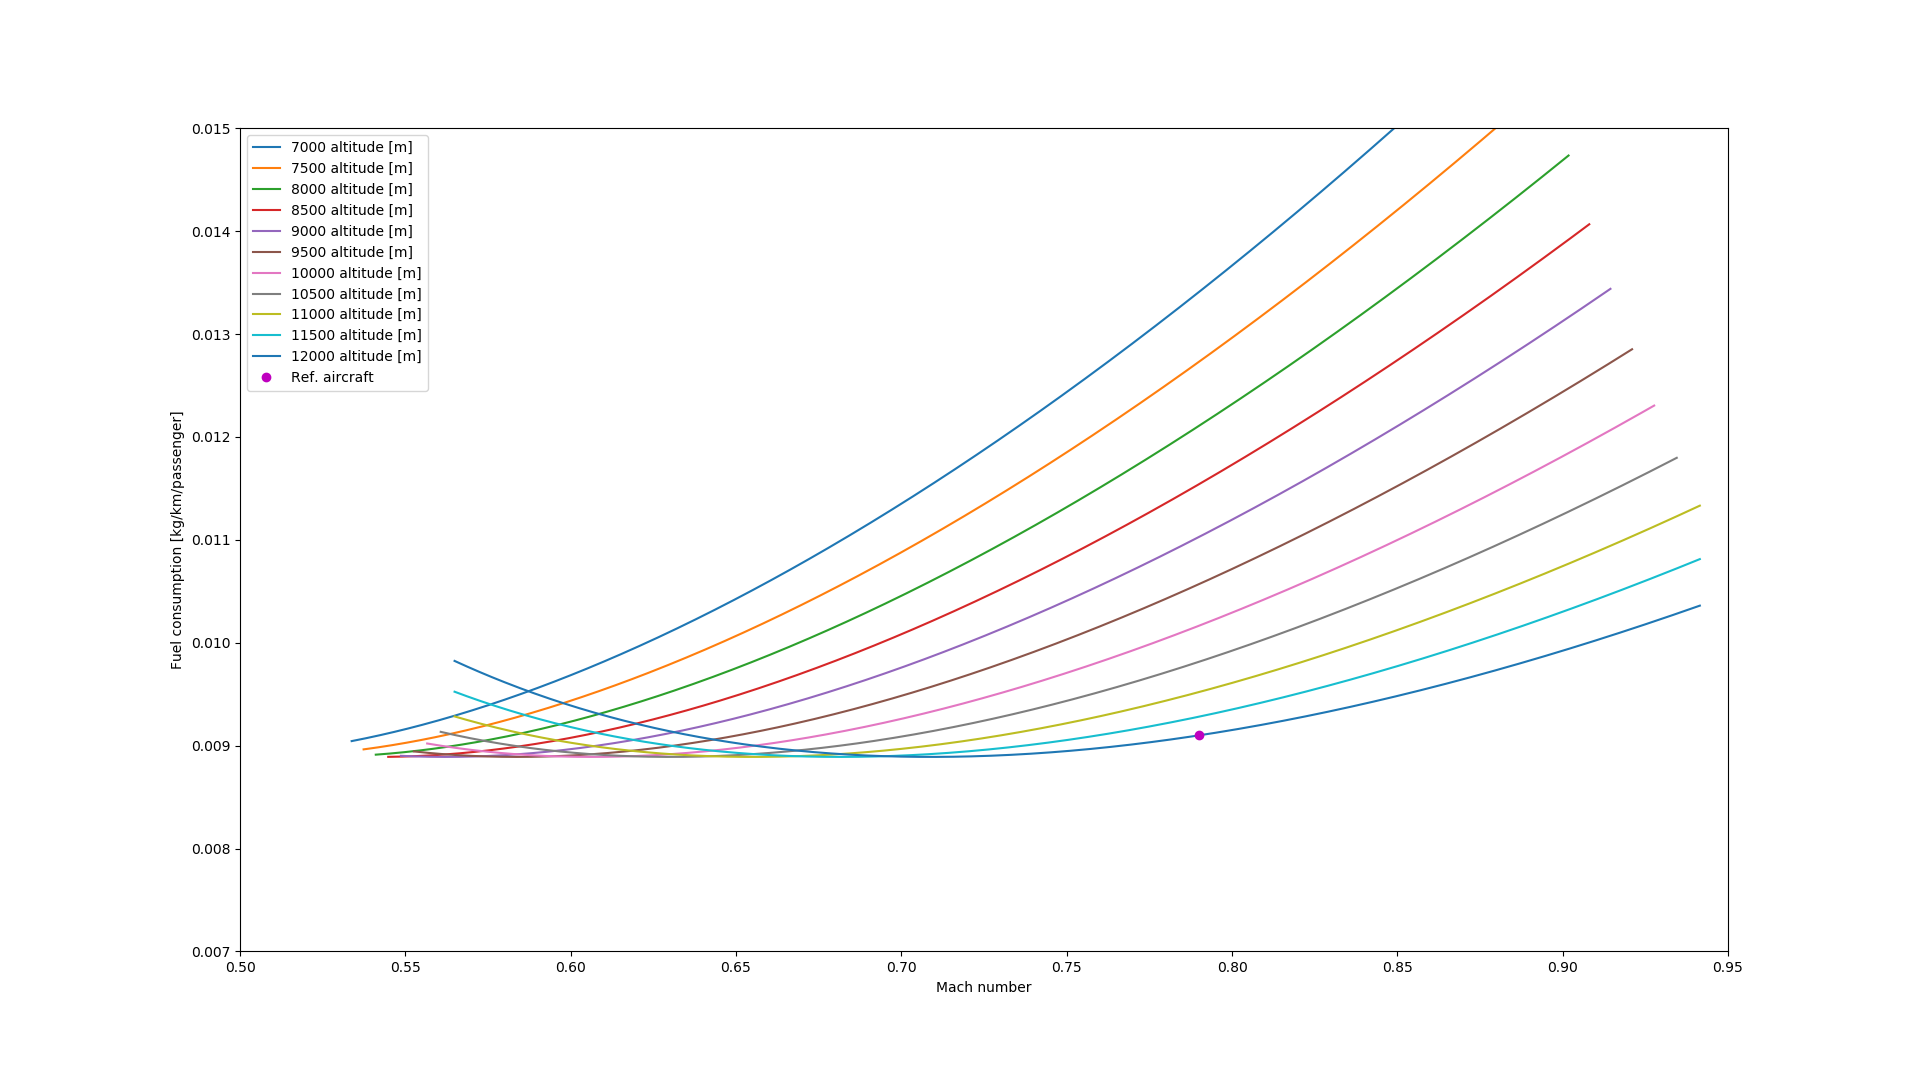 0.015
0.014
0.013
0.012
0.011
0.010
0.009
0.008
0.007
Fuel consumption [kg/km/passenger]
7000 altitude [m]
7500 altitude [m]
8000 altitude [m]
8500 altitude [m]
9000 altitude [m]
9500 altitude [m]
10000 altitude [m]
10500 altitude [m]
11000 altitude [m]
11500 altitude [m]
12000 altitude [m]
Ref. aircraft
0.50 0.55 0.60 0.65 0.70 0.75 0.80 0.85 0.90 0.95
Mach number